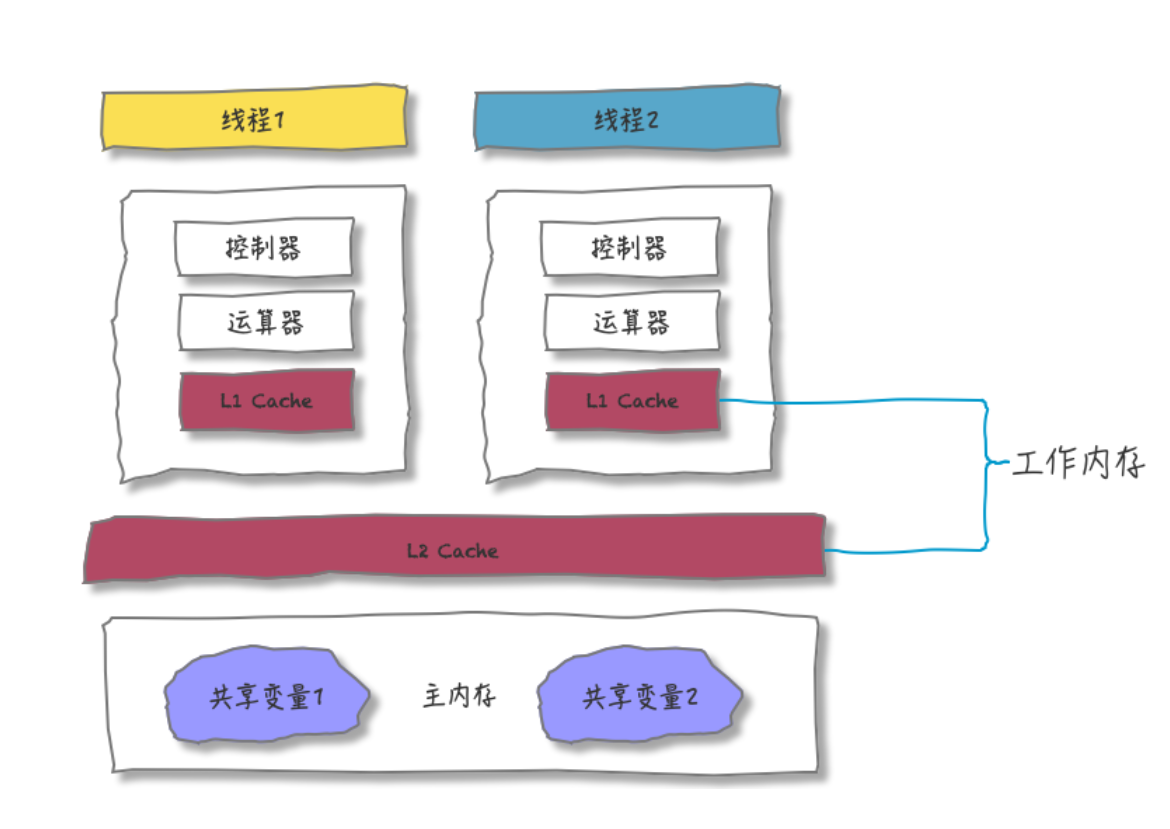 线程1
线程2
控制器
控制器
运算器
运算器
L1 Cache
L1 Cache
工作内存
L2 Cache
共享变量1
主内存
共享变量2